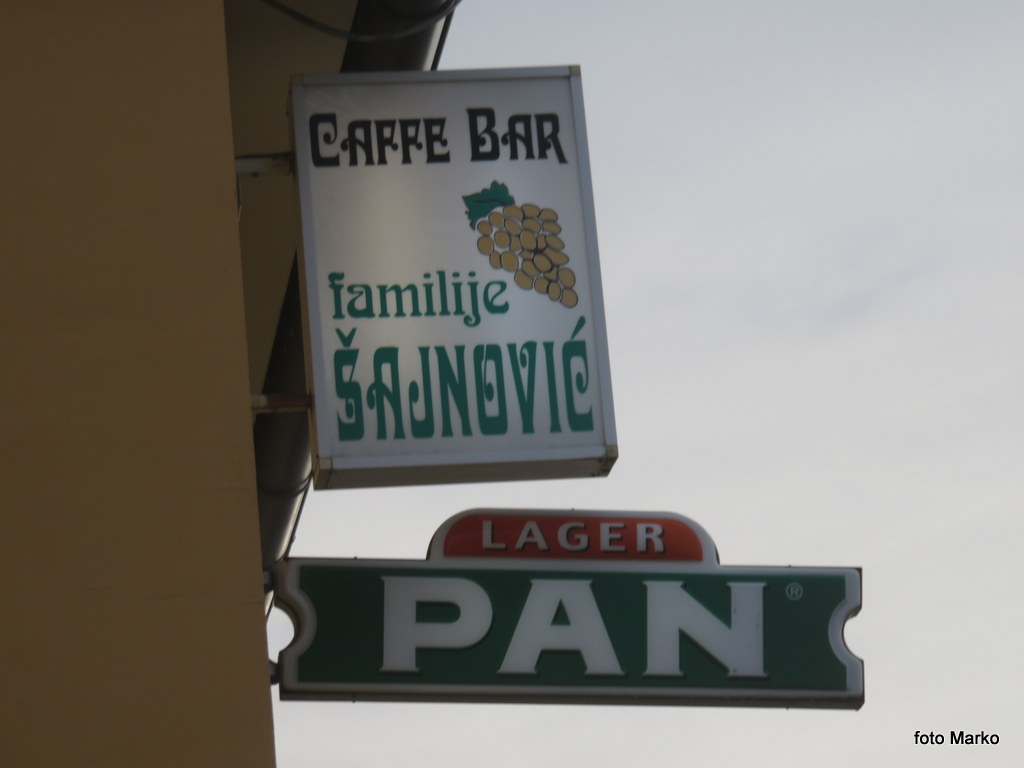 CAFFE BAR
familije
ŠAJNOVIĆ
LAGER
PAN®
foto Marko